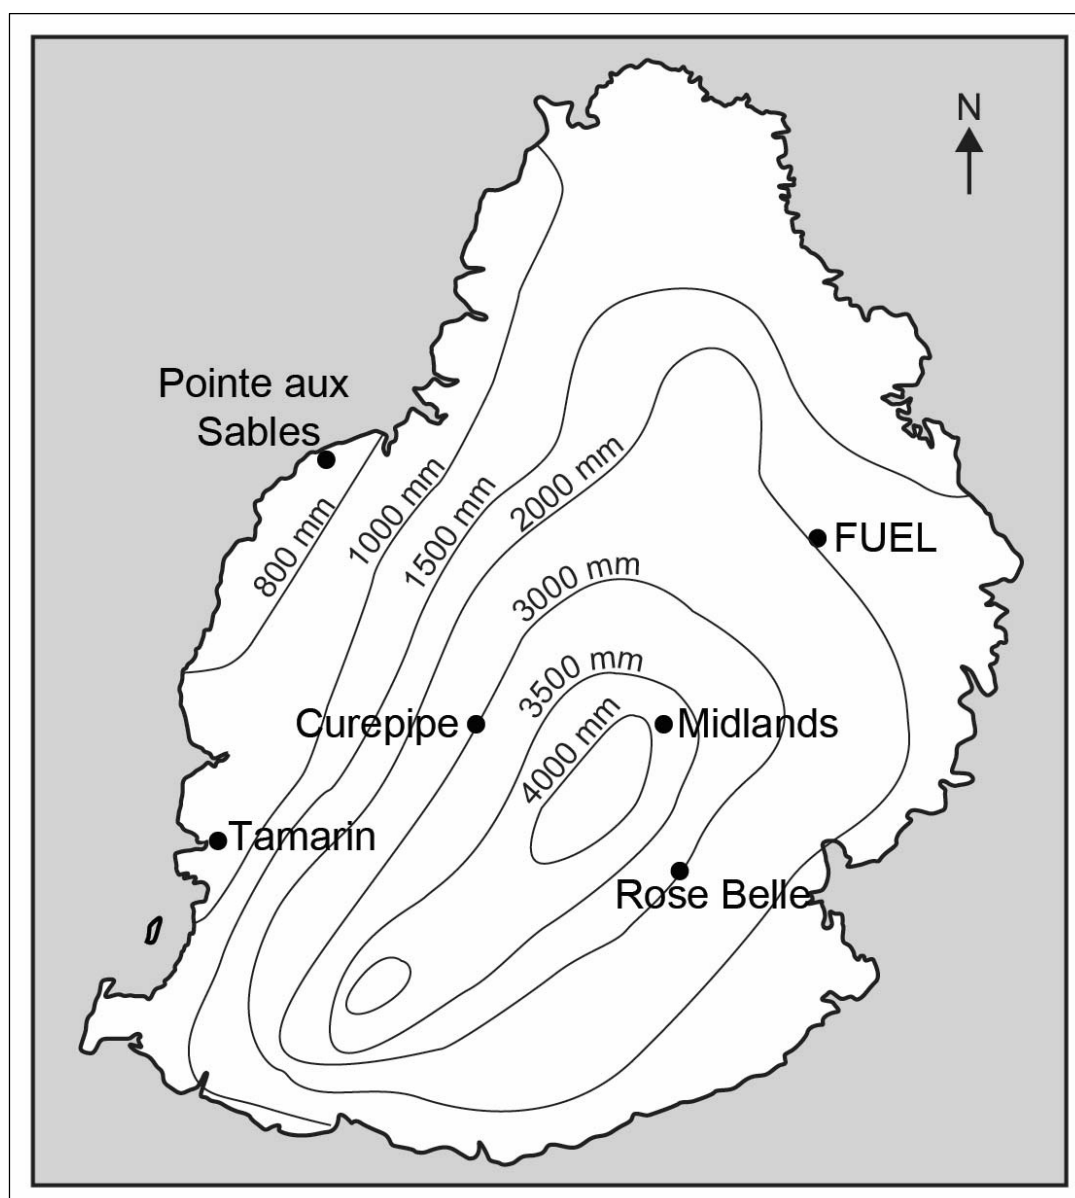 N
Pointe aux
Sables
800 mm
1000 mm
1500 mm
2000 mm
FUEL
3000 mm
3500 mm
4000 mm
Curepipe
Midlands
Tamarin
Rose Belle